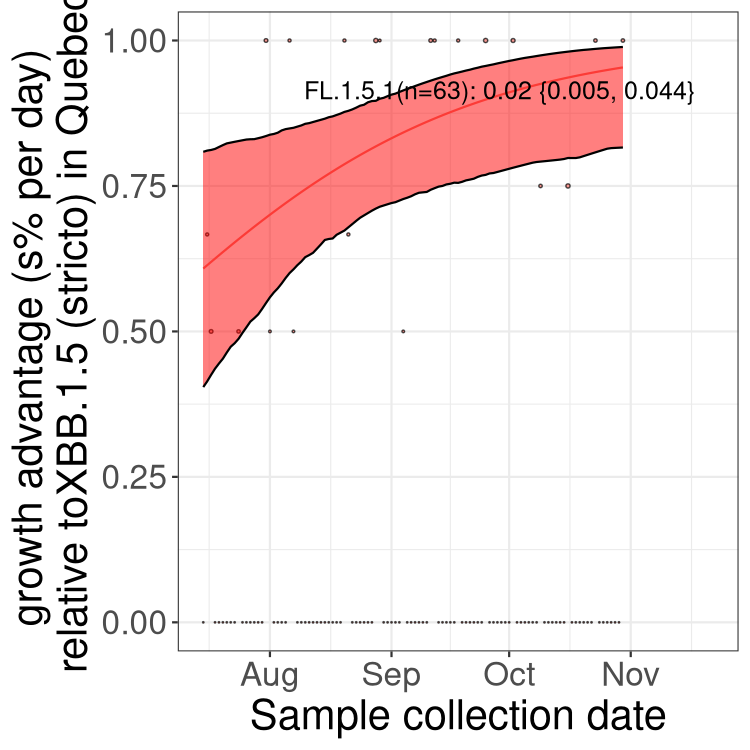 growth advantage (s% per day)
relative toXBB.1.5 (stricto) in Quebec
1.00
0.75
0.50
0.25
0.00
FL.1.5.1(n=63): 0.02 {0.005, 0.044}
Aug Sep Oct Nov
Sample collection date